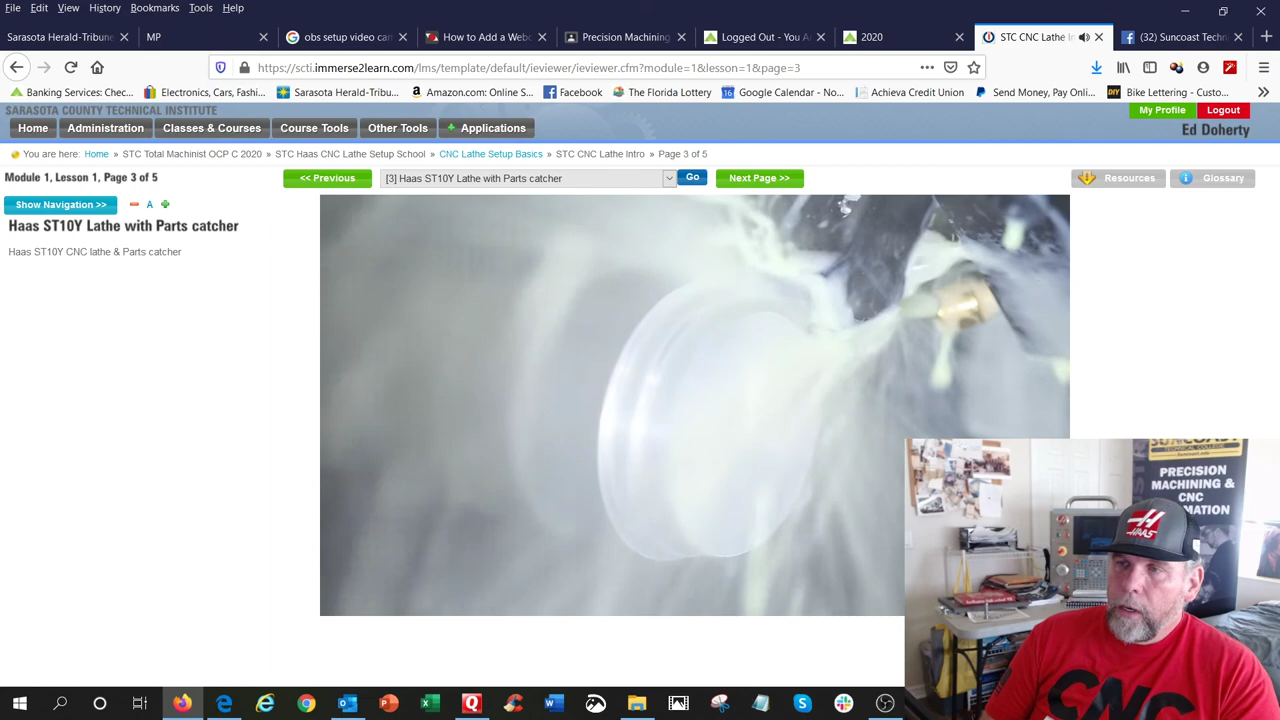 File Edit View History Bookmarks Tools Help
Sarasota Herald-Tribune MP obs setup video can How to Add a Webc Precision Machining Logged Out - You A 2020 STC CNC Lathe In (32) Suncoast Techn
https://scti.immerse2learn.com/lms/template/default/ieviewer/ieviewer.cfm?module=1&lesson=1&page=3
Banking Services: Chec... Electronics, Cars, Fashi... Sarasota Herald-Tribu... Amazon.com: Online S... Facebook The Florida Lottery Google Calendar - No... Achieva Credit Union Send Money, Pay Onli... Bike Lettering - Custo...
SARASOTA COUNTY TECHNICAL INSTITUTE
My Profile Logout
Home Administration Classes & Courses Course Tools Other Tools Applications
Ed Doherty
You are here: Home » STC Total Machinist OCP C 2020 » STC Haas CNC Lathe Setup School » CNC Lathe Setup Basics » STC CNC Lathe Intro » Page 3 of 5
Module 1, Lesson 1, Page 3 of 5
<< Previous [3] Haas ST10Y Lathe with Parts catcher Go Next Page >> Resources Glossary
Show Navigation >> A
Haas ST10Y Lathe with Parts catcher
Haas ST10Y CNC lathe & Parts catcher
SUNCOAST
TECHNICAL COLLEGE
PRECISION
MACHINING &
CNC
HAAS
CNC